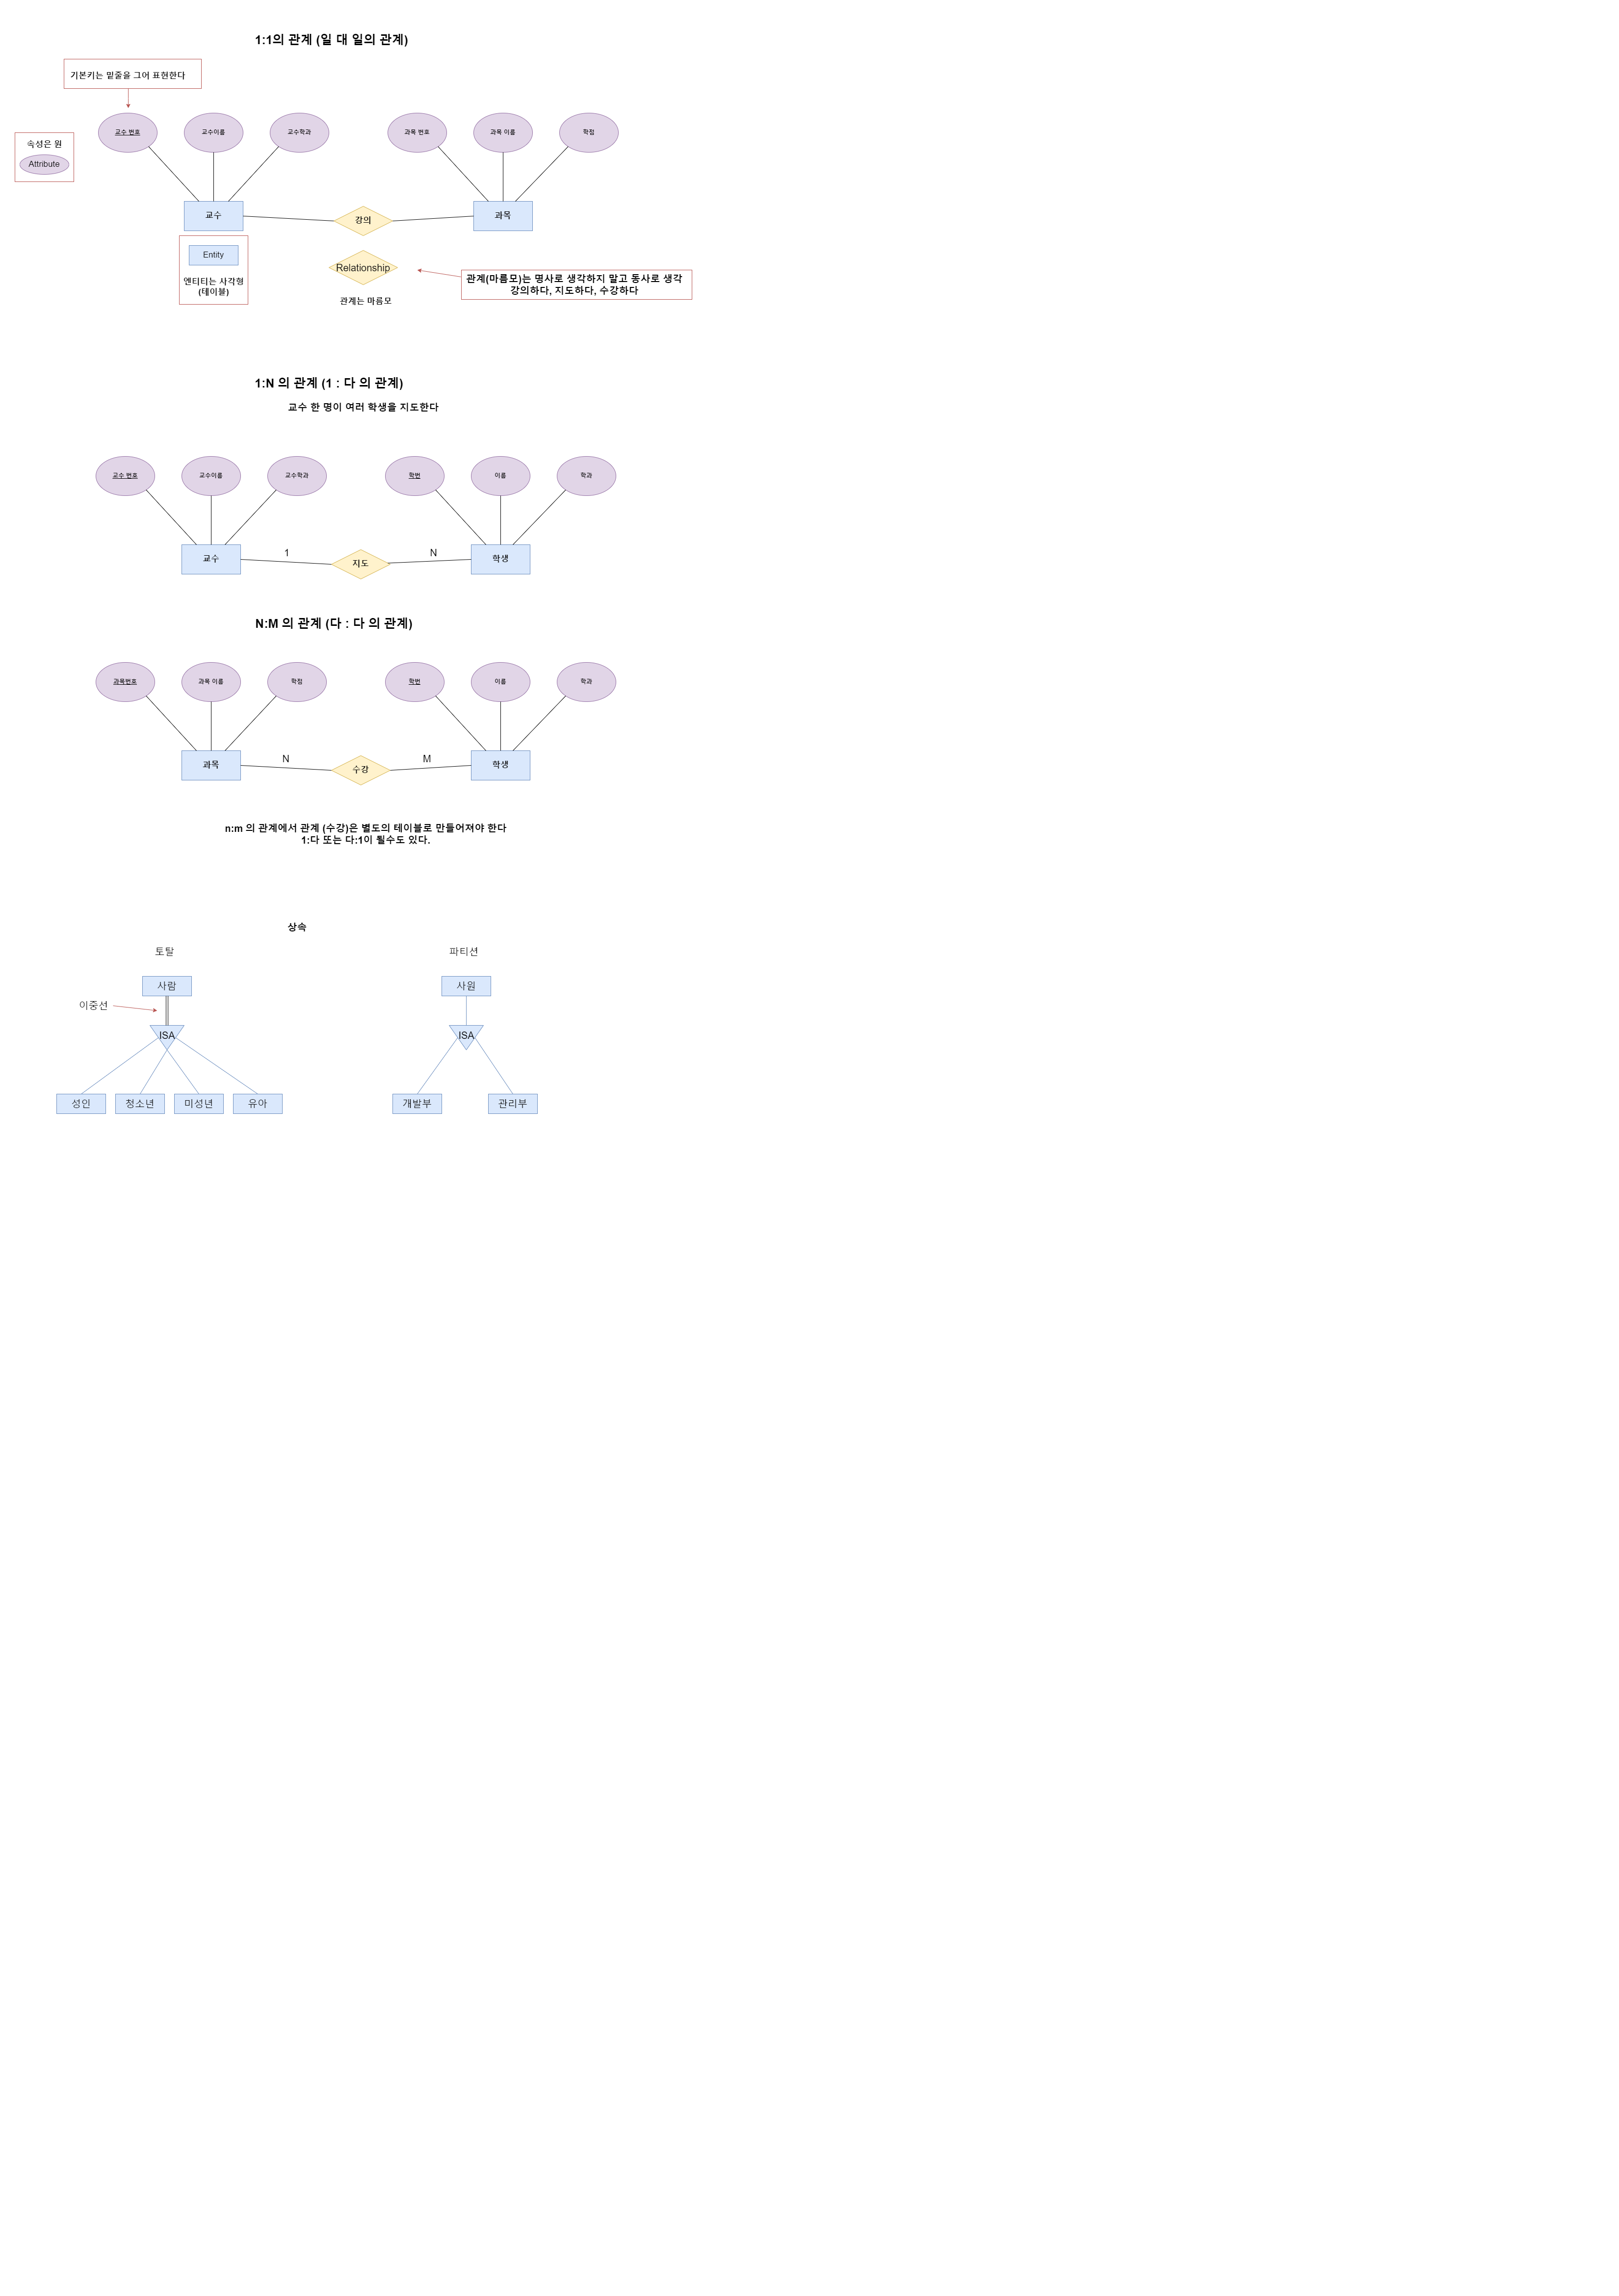 1:1의 관계 (일 대 일의 관계)
기본키는 밑줄을 그어 표현한다
교수 번호
교수이름
교수학과
과목 번호
과목 이름
학점
속성은 원
Attribute
교수
강의
과목
Entity
엔티티는 사각형
(테이블)
Relationship
관계는 마름모
관계(마름모)는 명사로 생각하지 말고 동사로 생각
강의하다, 지도하다, 수강하다
1:N 의 관계 (1 : 다 의 관계)
교수 한 명이 여러 학생을 지도한다
교수 번호
교수이름
교수학과
학번
이름
학과
교수
1
지도
N
학생
N:M 의 관계 (다 : 다 의 관계)
과목번호
과목 이름
학점
학번
이름
학과
과목
N
수강
M
학생
n:m 의 관계에서 관계 (수강)은 별도의 테이블로 만들어져야 한다
1:다 또는 다:1이 될수도 있다.
상속
토탈
파티션
사람
사원
이중선
ISA
ISA
성인
청소년
미성년
유아
개발부
관리부